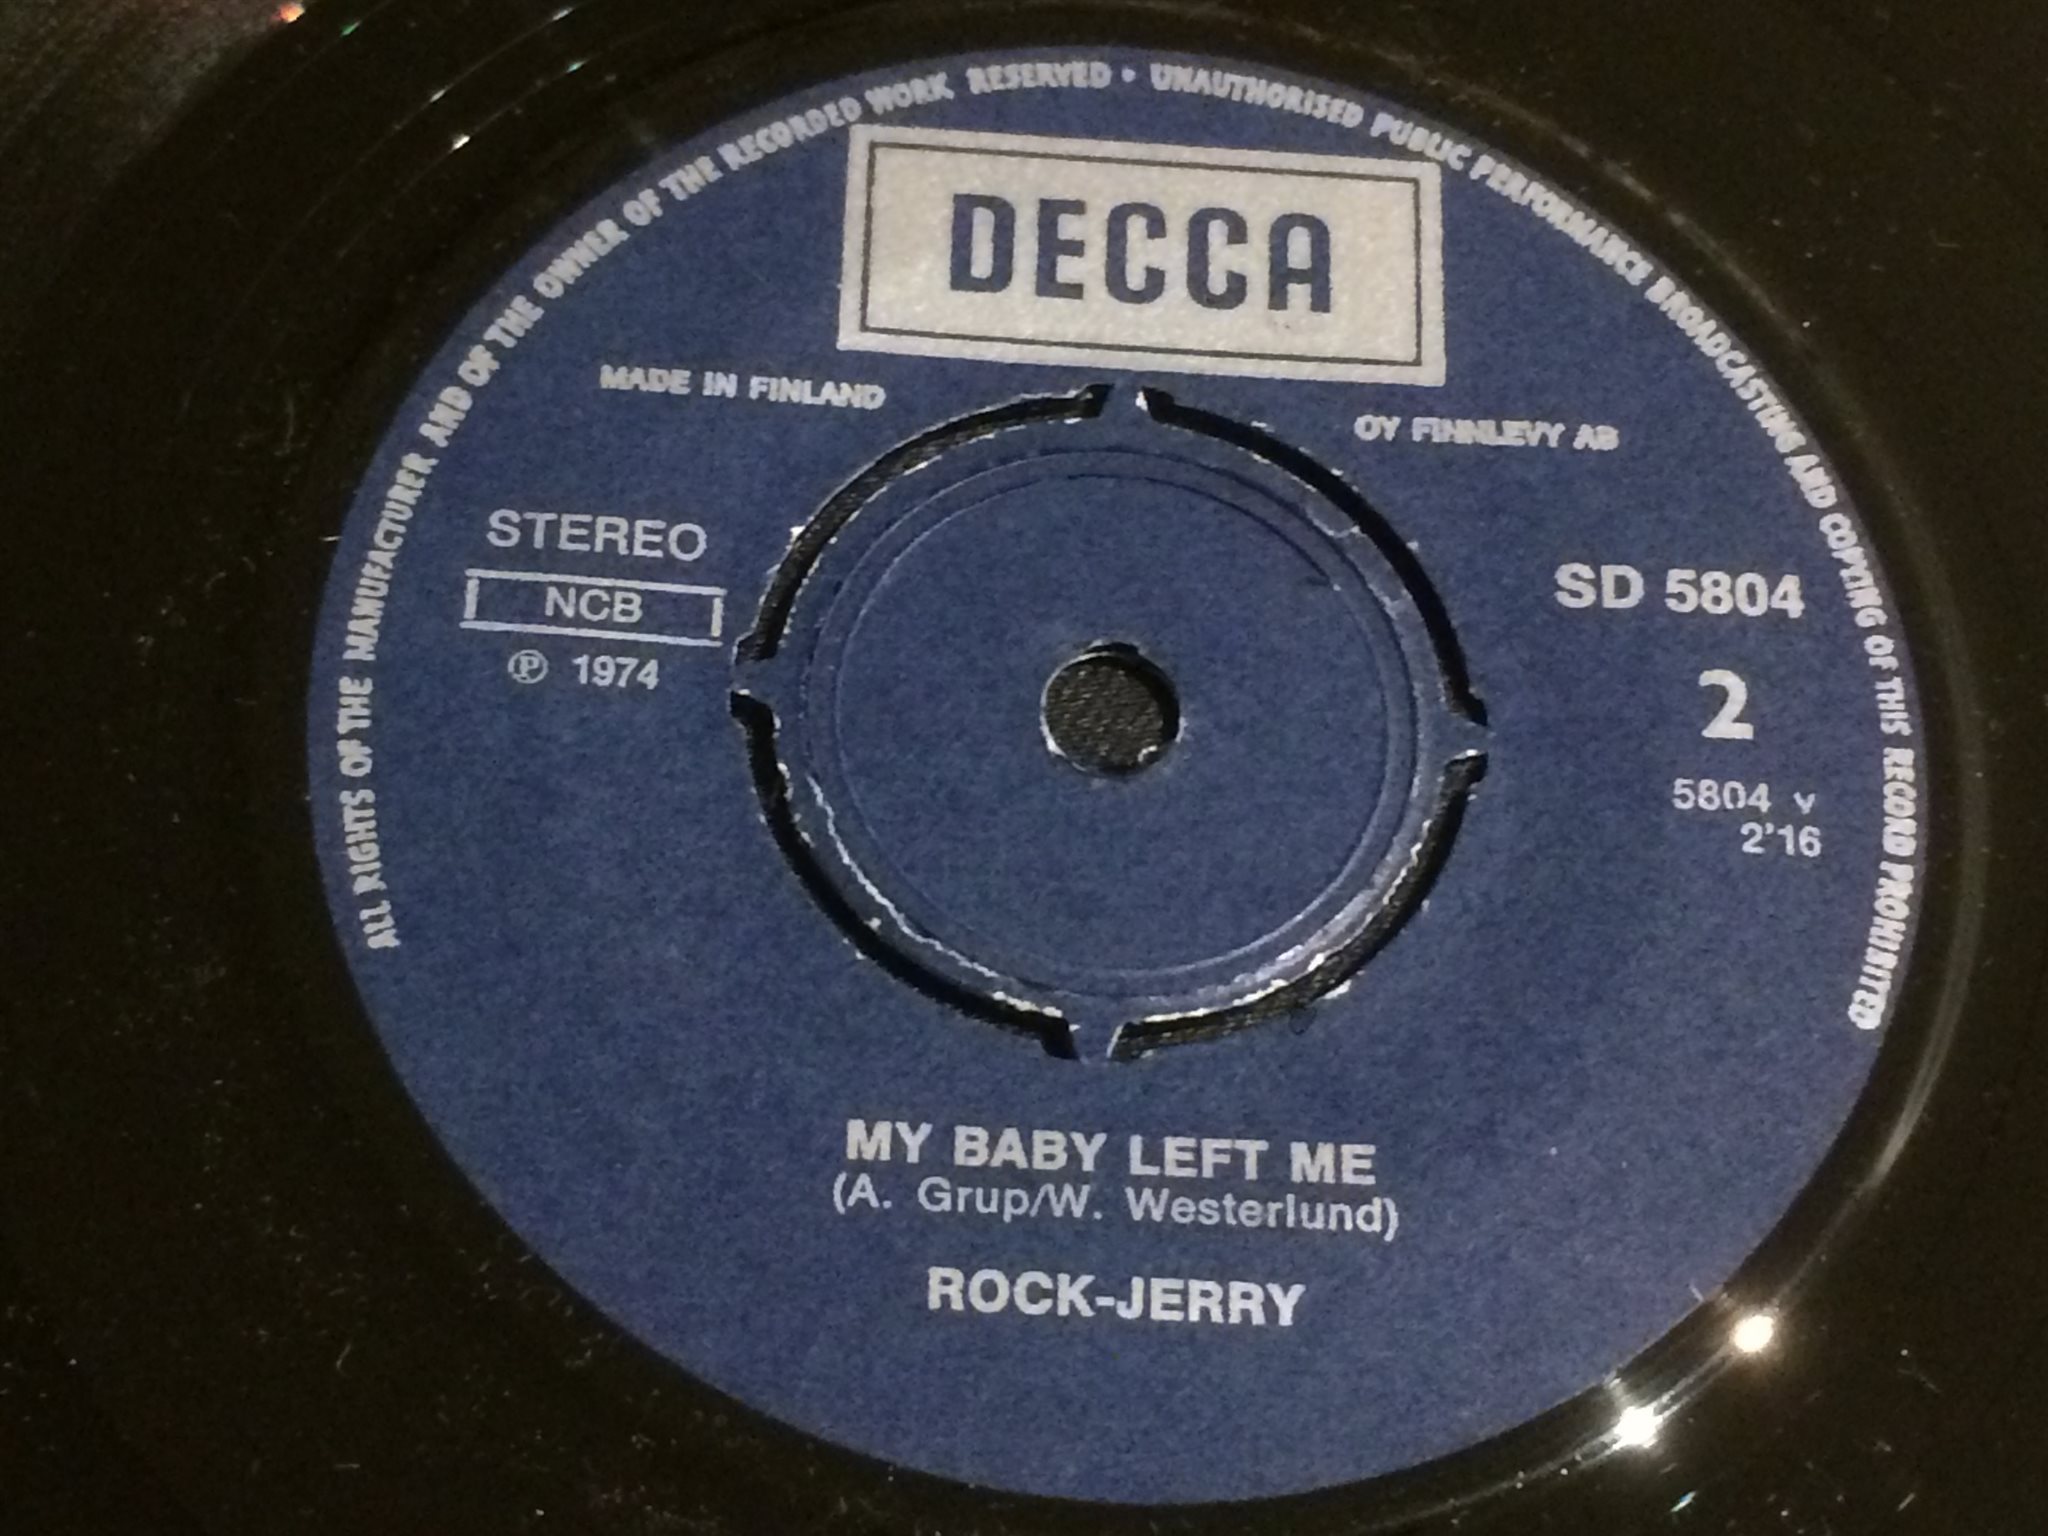 ALL RIGHTS OF THE MANUFACTURER AND OF THE OWNER OF THE RECORDED WORK RESERVED • UNAUTHORISED PUBLIC PERFORMANCE BROADCASTING AND COPYING OF THIS RECORD PROHIBITED
DECCA
MADE IN FINLAND
OY FINNLEVY AB
STEREO
NCB
℗ 1974
SD 5804
2
5804 v
2'16
MY BABY LEFT ME
(A. Grup/W. Westerlund)
ROCK-JERRY